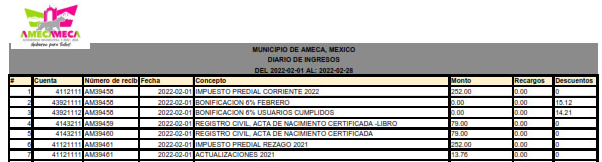 AMECAMECA
MUNICIPIO DE AMECA, MEXICO
DIARIO DE INGRESOS
DEL 2022-02-01 AL: 2022-02-28
# Cuenta Número de recib Fecha Concepto Monto Recargos Descuentos
1 4112111 AM39456 2022-02-01 IMPUESTO PREDIAL CORRIENTE 2022 252.00 0.00 0
2 43921111 AM39456 2022-02-01 BONIFICACION 6% FEBRERO 0.00 0.00 15.12
3 43921112 AM39456 2022-02-01 BONIFICACION 6% USUARIOS CUMPLIDOS 0.00 0.00 14.21
4 4143211 AM39459 2022-02-01 REGISTRO CIVIL, ACTA DE NACIMIENTO CERTIFICADA -LIBRO 79.00 0.00 0
5 4143211 AM39460 2022-02-01 REGISTRO CIVIL, ACTA DE NACIMIENTO CERTIFICADA 79.00 0.00 0
6 41121111 AM39461 2022-02-01 IMPUESTO PREDIAL REZAGO 2021 252.00 0.00 0
7 41121111 AM39461 2022-02-01 ACTUALIZACIONES 2021 13.76 0.00 0